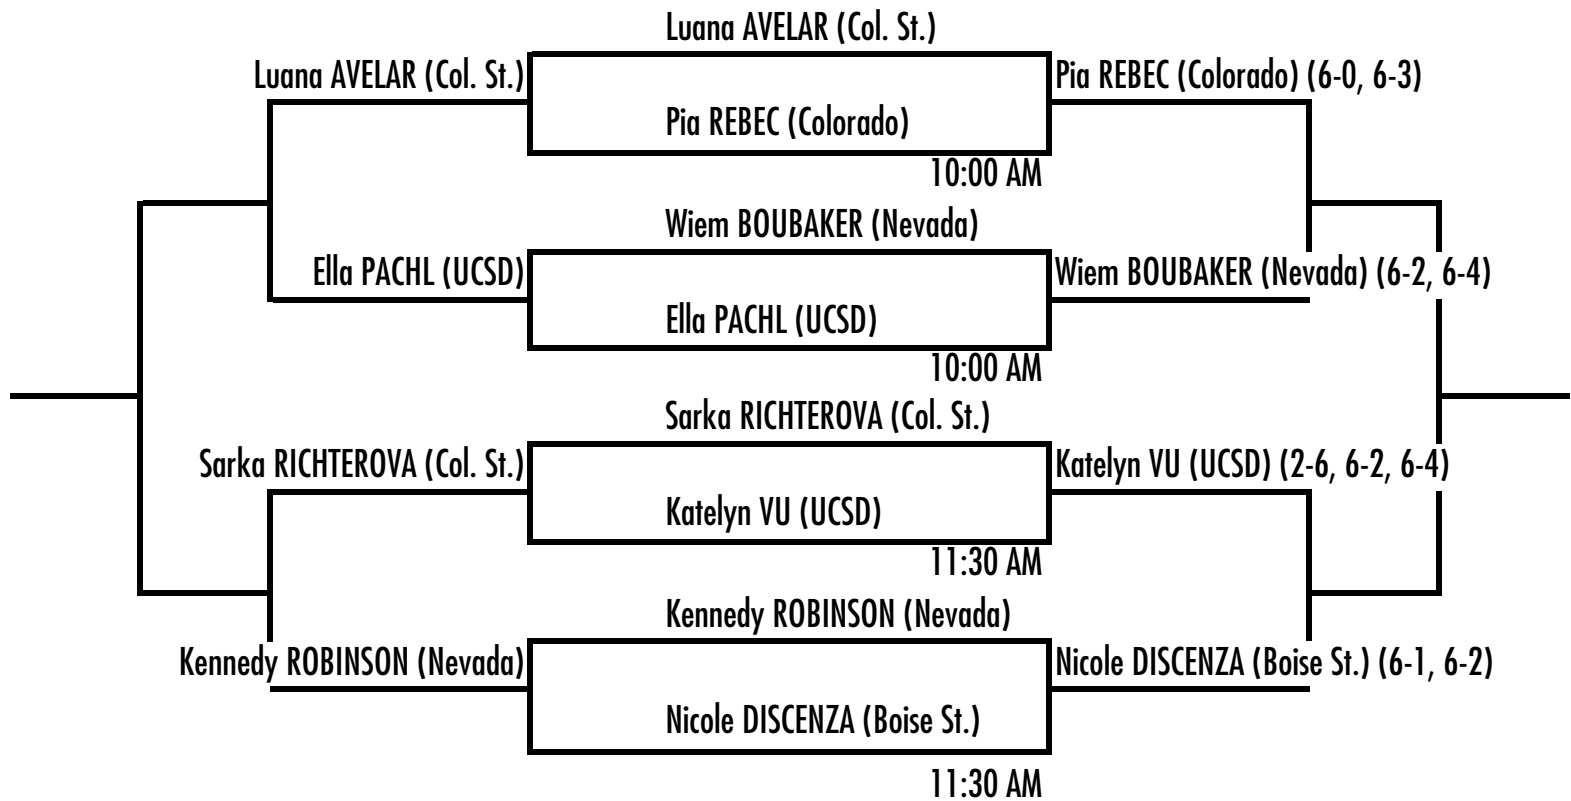 Luana AVELAR (Col. St.)
Luana AVELAR (Col. St.)
Pia REBEC (Colorado) (6-0, 6-3)
Pia REBEC (Colorado)
10:00 AM
Wiem BOUBAKER (Nevada)
Ella PACHL (UCSD)
Wiem BOUBAKER (Nevada) (6-2, 6-4)
Ella PACHL (UCSD)
10:00 AM
Sarka RICHTEROVA (Col. St.)
Sarka RICHTEROVA (Col. St.)
Katelyn VU (UCSD) (2-6, 6-2, 6-4)
Katelyn VU (UCSD)
11:30 AM
Kennedy ROBINSON (Nevada)
Kennedy ROBINSON (Nevada)
Nicole DISCENZA (Boise St.) (6-1, 6-2)
Nicole DISCENZA (Boise St.)
11:30 AM